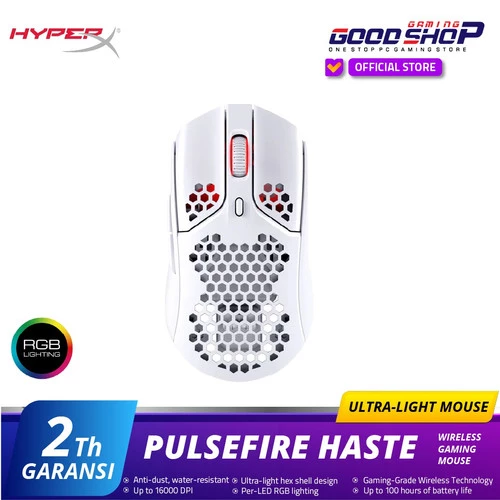 HYPERX
GAMING
GOODSHOP
ONE STOP PC GAMING STORE
OFFICIAL STORE
RGB
LIGHTING
2Th
GARANSI
ULTRA-LIGHT MOUSE
PULSEFIRE HASTE
WIRELESS
GAMING
MOUSE
Anti-dust, water-resistant
Up to 16000 DPI
Ultra-light hex shell design
Per-LED RGB lighting
Gaming-Grade Wireless Technology
Up to 100 hours of battery life